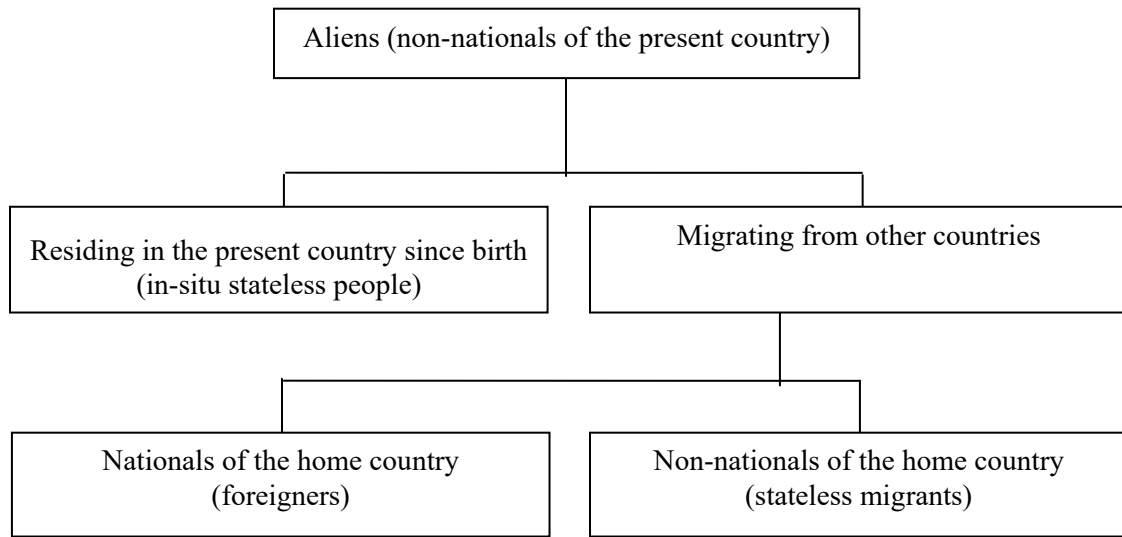 Aliens (non-nationals of the present country)
Residing in the present country since birth
(in-situ stateless people)
Migrating from other countries
Nationals of the home country
(foreigners)
Non-nationals of the home country
(stateless migrants)